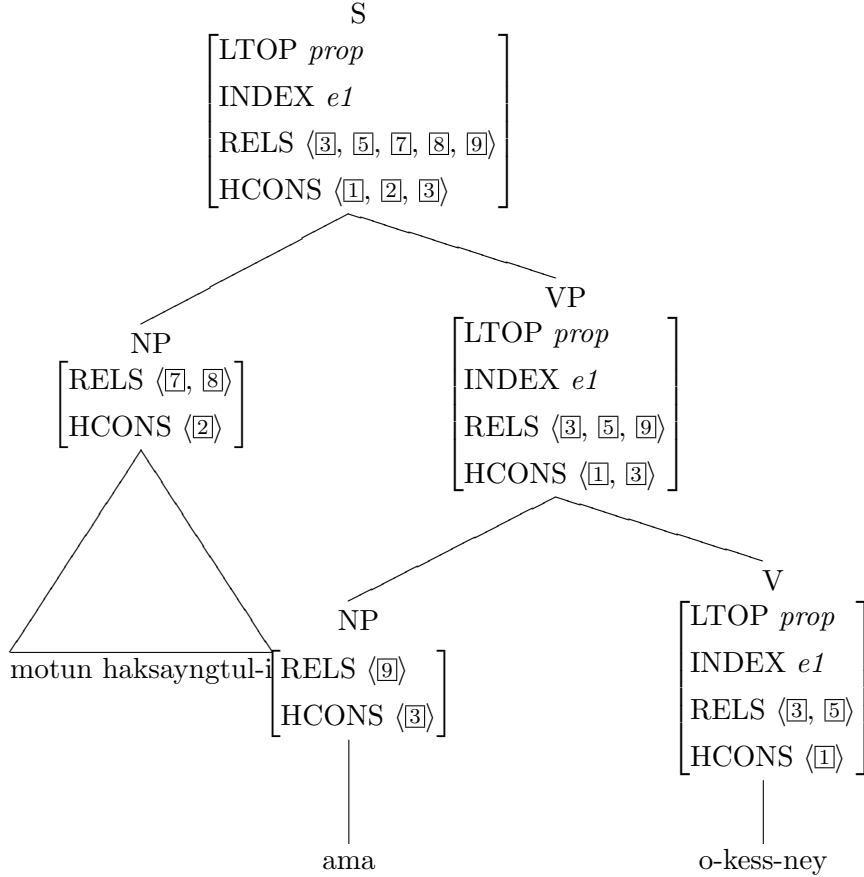 S
[LTOP prop
INDEX e1
RELS ⟨3, 5, 7, 8, 9⟩
HCONS ⟨1, 2, 3⟩]
NP
[RELS ⟨7, 8⟩
HCONS ⟨2⟩]
motun haksayngtul-i
VP
[LTOP prop
INDEX e1
RELS ⟨3, 5, 9⟩
HCONS ⟨1, 3⟩]
NP
[RELS ⟨9⟩
HCONS ⟨3⟩]
ama
V
[LTOP prop
INDEX e1
RELS ⟨3, 5⟩
HCONS ⟨1⟩]
o-kess-ney